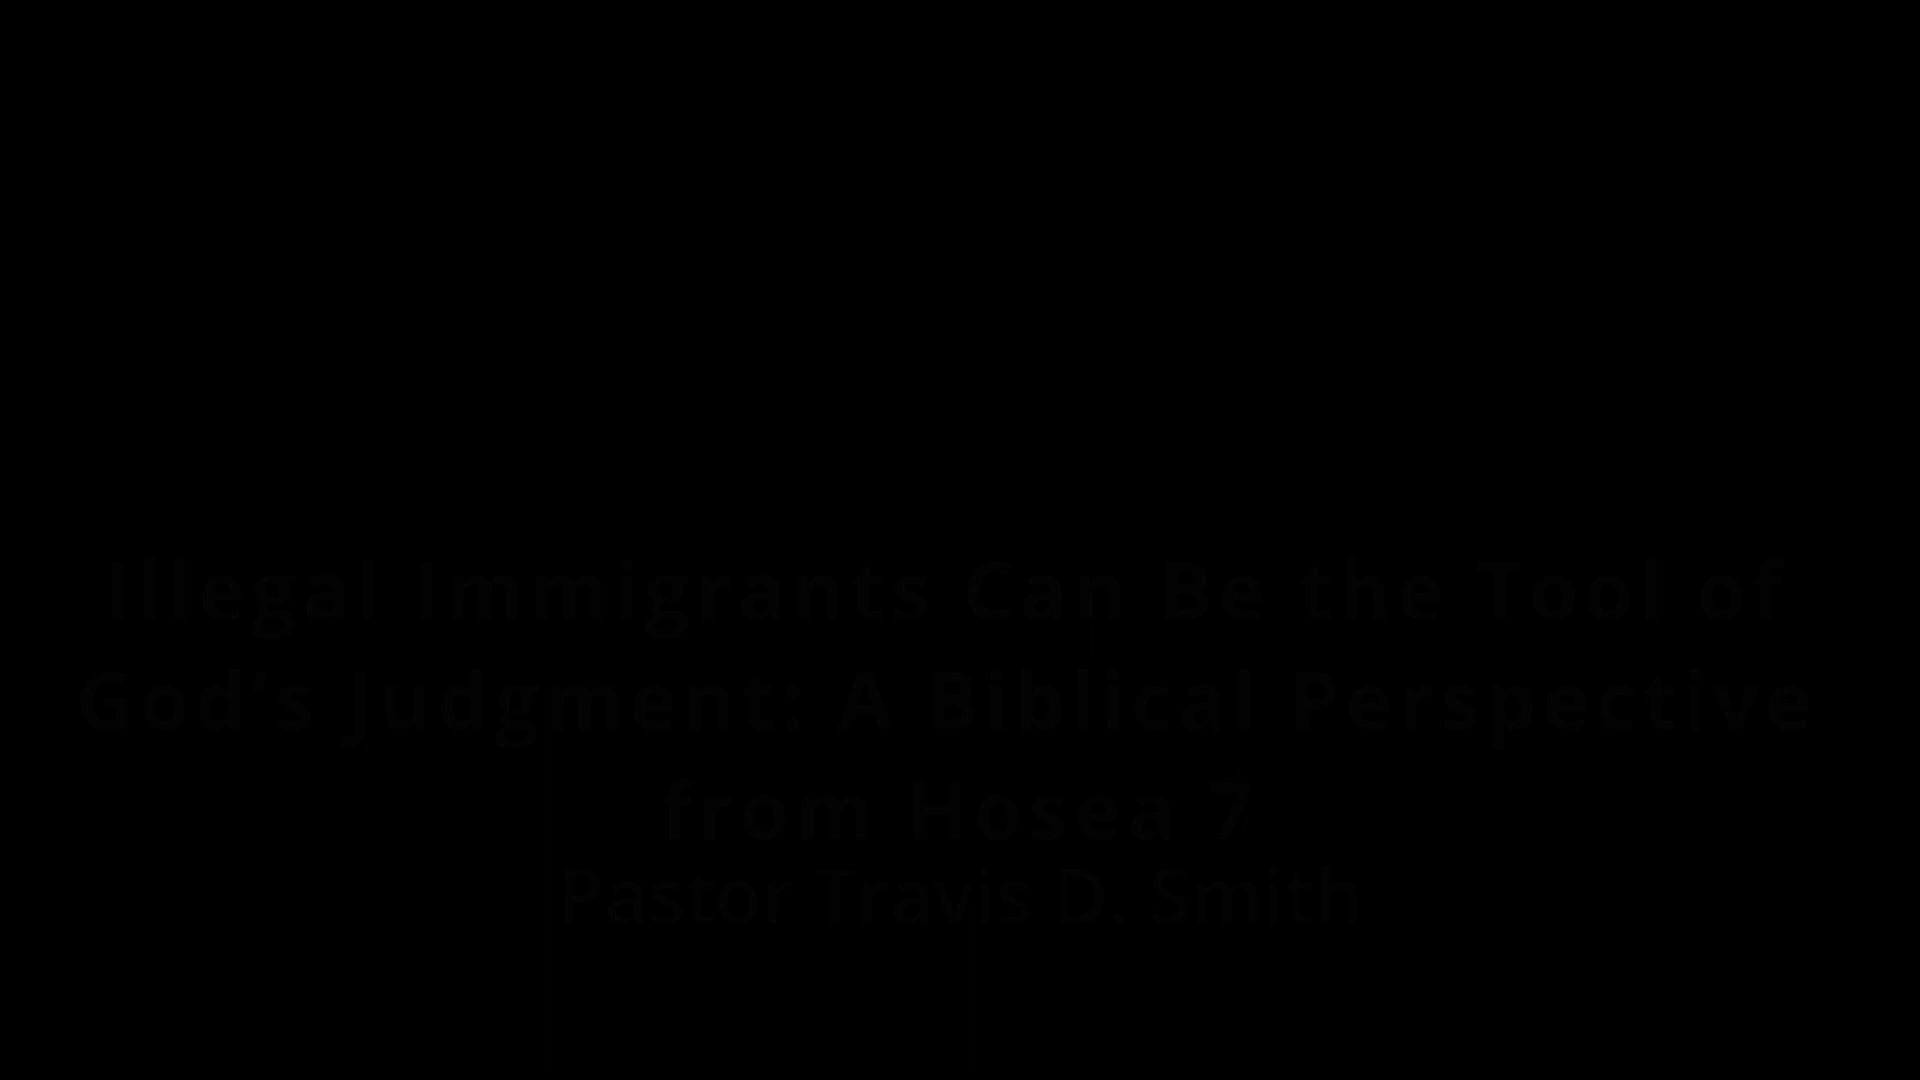 Illegal Immigrants Can Be the Tool of
God’s Judgment: A Biblical Perspective
from Hosea 7
Pastor Travis D. Smith